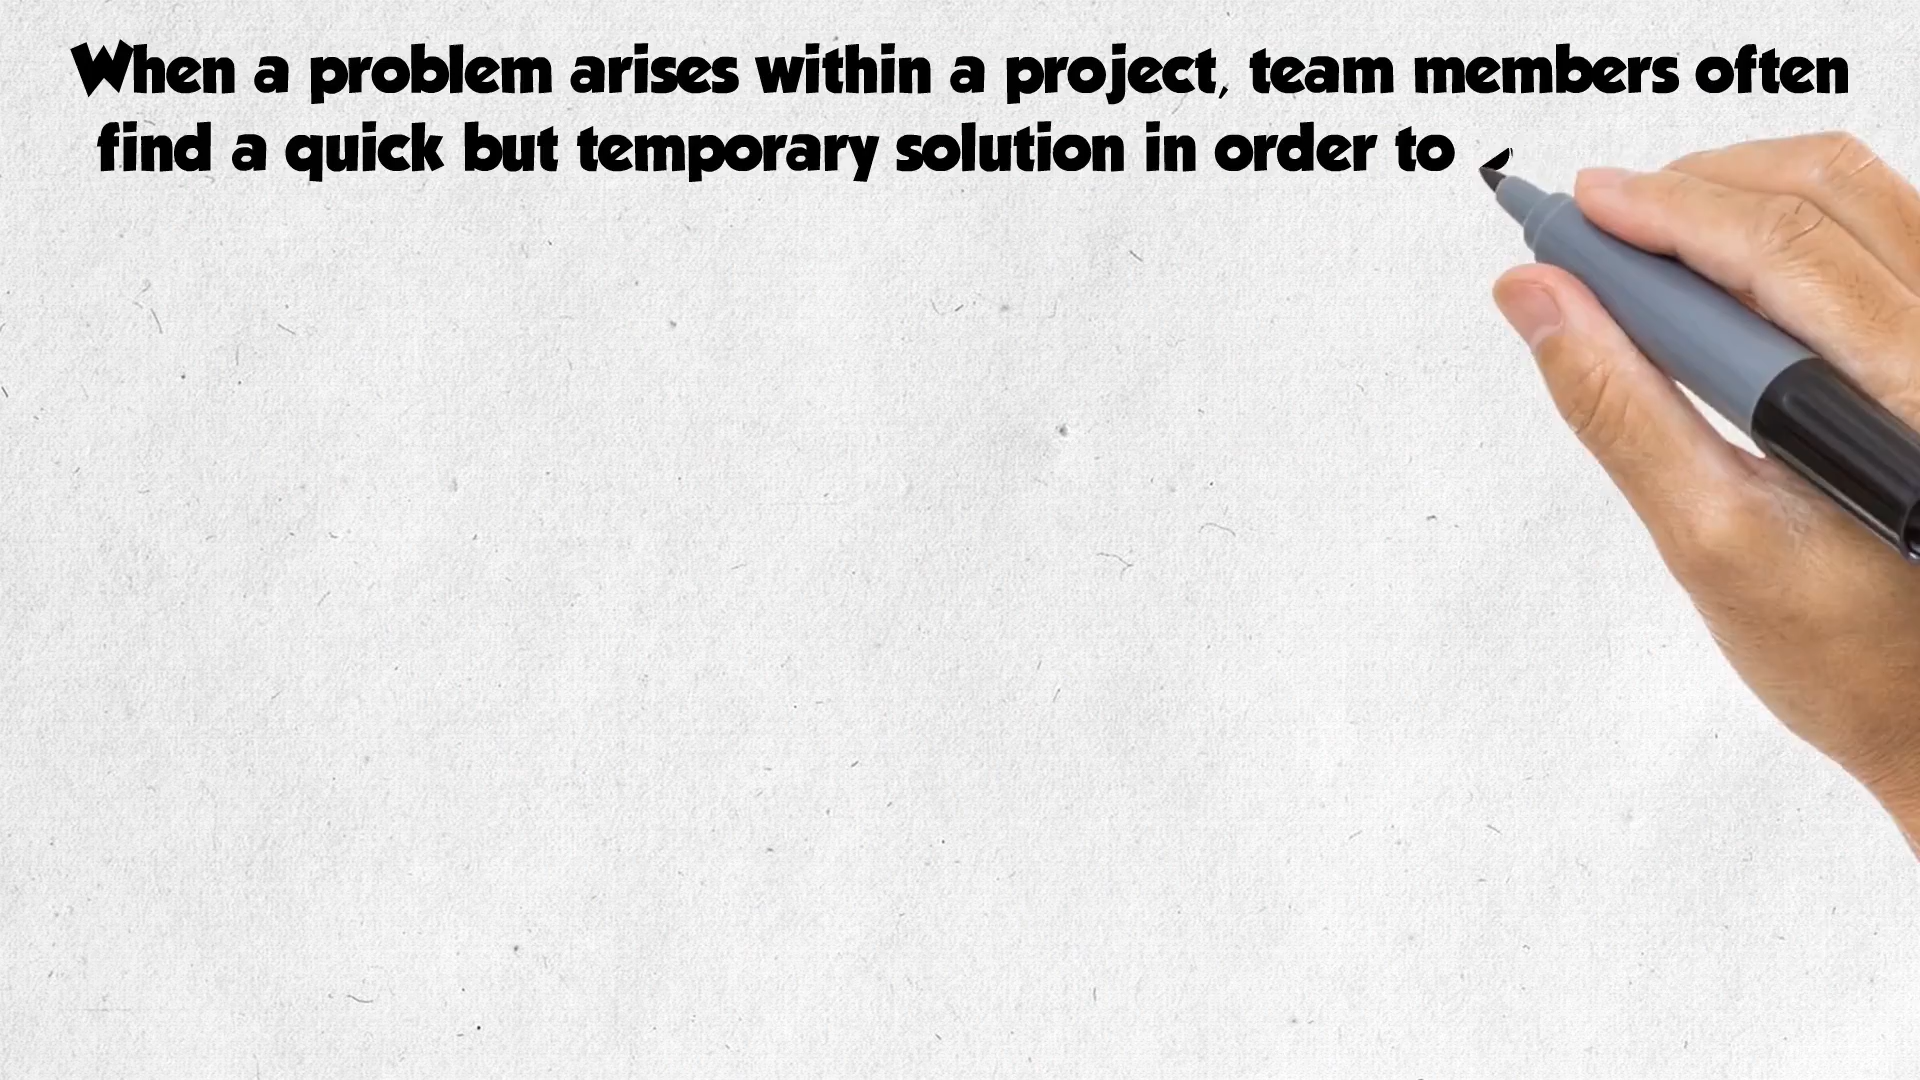 When a problem arises within a project, team members often
find a quick but temporary solution in order to